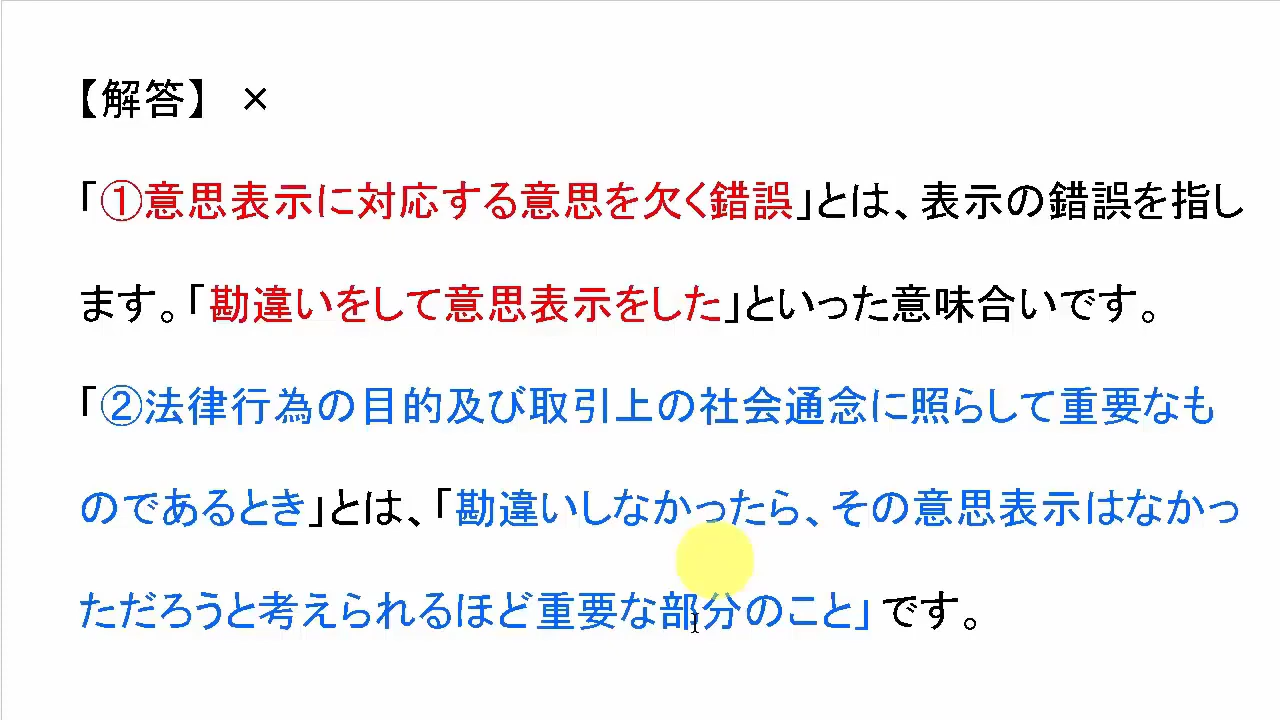 【解答】 ×
「①意思表示に対応する意思を欠く錯誤」とは、表示の錯誤を指し
ます。「勘違いをして意思表示をした」といった意味合いです。
「②法律行為の目的及び取引上の社会通念に照らして重要なも
のであるとき」とは、「勘違いしなかったら、その意思表示はなかっ
ただろうと考えられるほど重要な部分のこと」です。